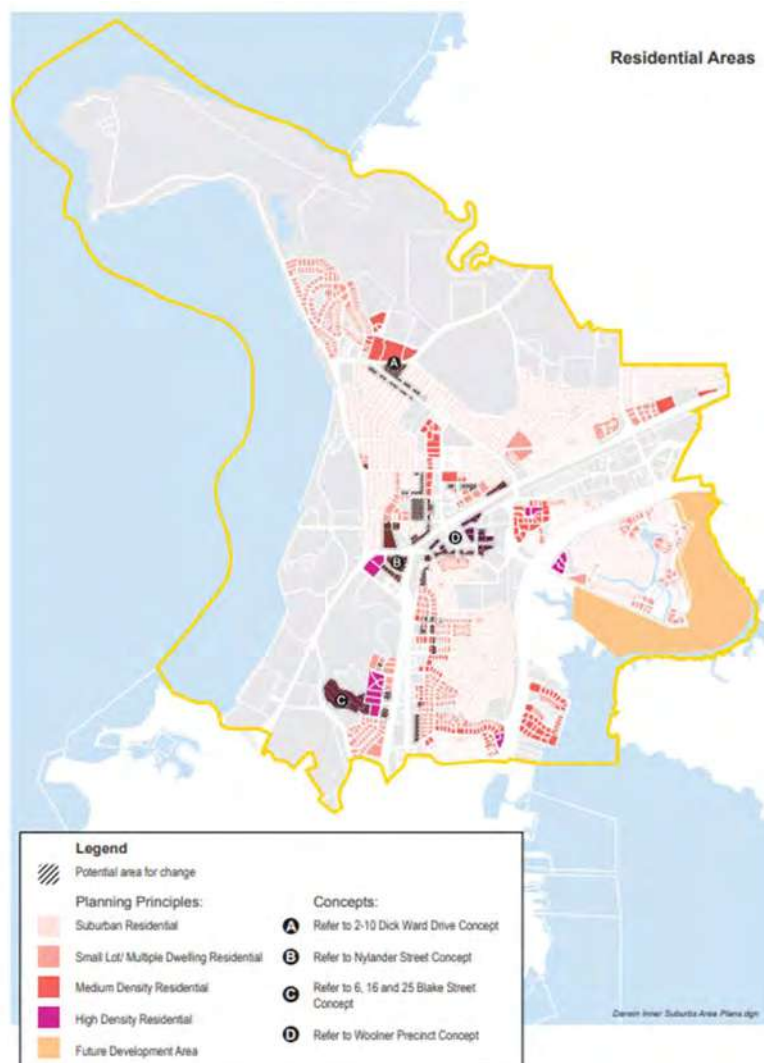 Residential Areas
A
D
B
C
Legend
Potential area for change
Planning Principles:
Suburban Residential
Small Lot/ Multiple Dwelling Residential
Medium Density Residential
High Density Residential
Future Development Area
Concepts:
A Refer to 2-10 Dick Ward Drive Concept
B Refer to Nylander Street Concept
C Refer to 6, 16 and 25 Blake Street
Concept
D Refer to Woolner Precinct Concept
Darwin Inner Suburbs Area Plans.dgn